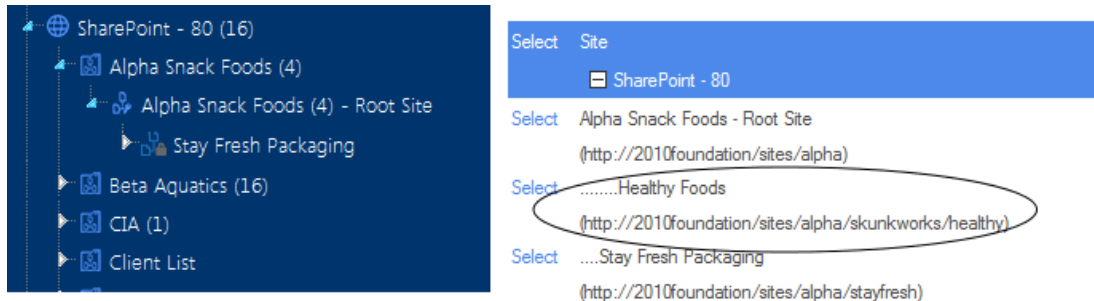 SharePoint - 80 (16)
Alpha Snack Foods (4)
Alpha Snack Foods (4) - Root Site
Stay Fresh Packaging
Beta Aquatics (16)
CIA (1)
Client List
Select Site
SharePoint - 80
Select Alpha Snack Foods - Root Site
(http://2010foundation/sites/alpha)
Select ........Healthy Foods
(http://2010foundation/sites/alpha/skunkworks/healthy)
Select ....Stay Fresh Packaging
(http://2010foundation/sites/alpha/stayfresh)